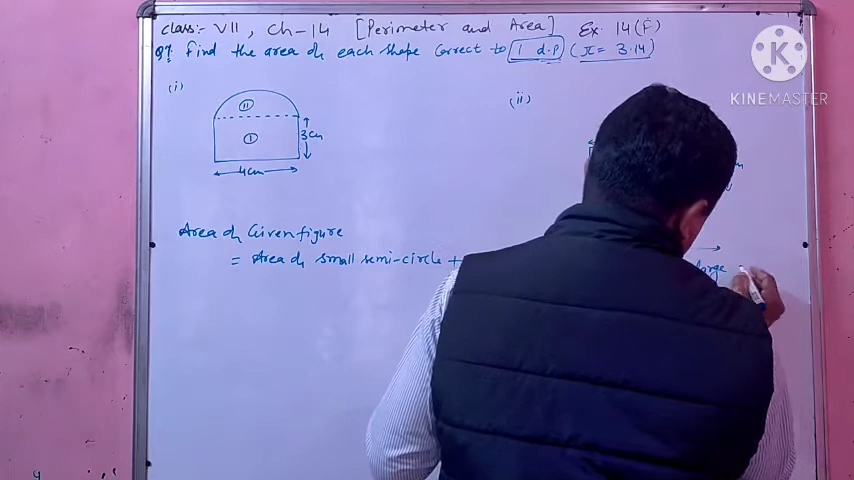 class:- VII, Ch-14 [Perimeter and Area] Ex. 14(F)
Q7. Find the area of each shape correct to 1 d.p (π = 3.14)
K
KINEMASTER
(i)
(ii)
II
I
3cm
4cm
Area of Given figure
= Area of small semi-circle +
large